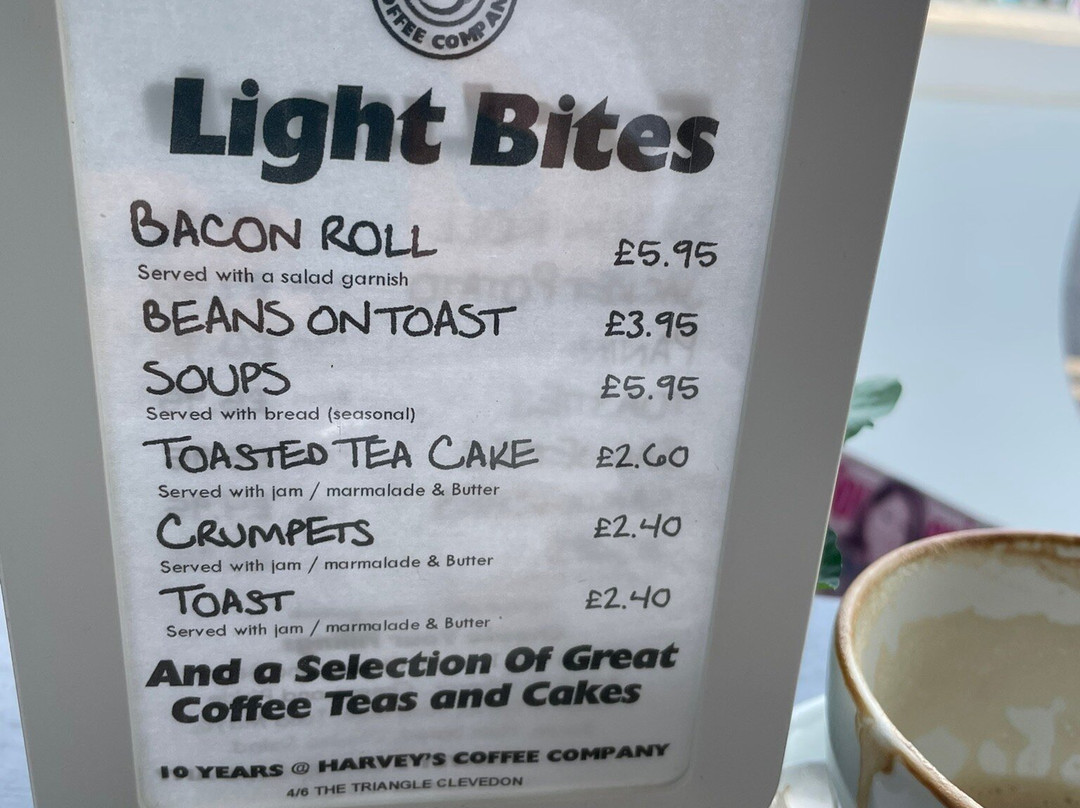 COFFEE COMPANY
Light Bites
BACON ROLL £5.95
Served with a salad garnish
BEANS ON TOAST £3.95
SOUPS £5.95
Served with bread (seasonal)
TOASTED TEA CAKE £2.60
Served with jam / marmalade & Butter
CRUMPETS £2.40
Served with jam / marmalade & Butter
TOAST £2.40
Served with jam / marmalade & Butter
And a Selection Of Great
Coffee Teas and Cakes
10 YEARS @ HARVEY'S COFFEE COMPANY
4/6 THE TRIANGLE CLEVEDON